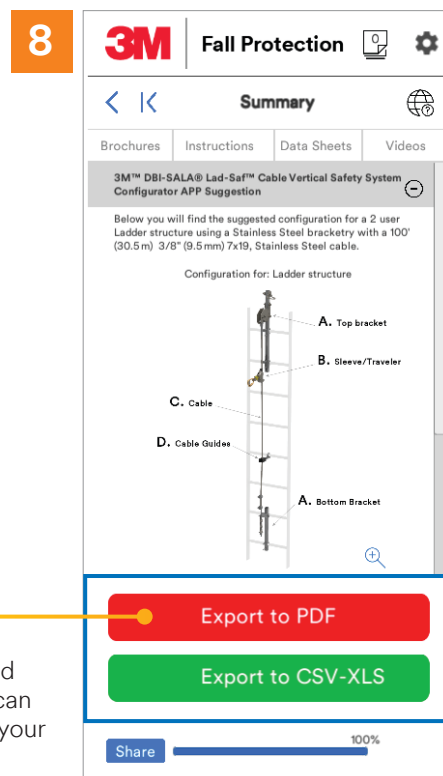 8
3M Fall Protection 0
Summary
?
Brochures Instructions Data Sheets Videos
3M™ DBI-SALA® Lad-Saf™ Cable Vertical Safety System
Configurator APP Suggestion
Below you will find the suggested configuration for a 2 user
Ladder structure using a Stainless Steel bracketry with a 100'
(30.5 m) 3/8" (9.5 mm) 7x19, Stainless Steel cable.
Configuration for: Ladder structure
A. Top bracket
B. Sleeve/Traveler
C. Cable
D. Cable Guides
A. Bottom Bracket
Export to PDF
Export to CSV-XLS
d
can
your
Share 100%